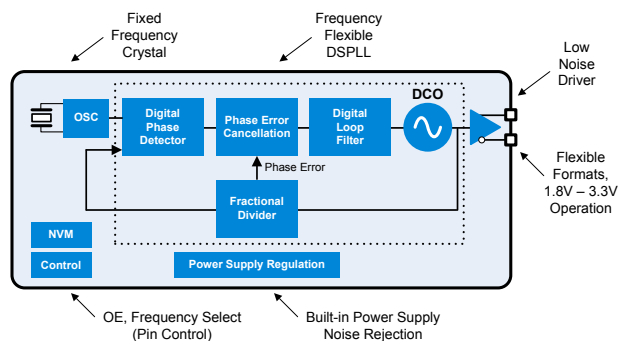 Fixed
Frequency
Crystal
Frequency
Flexible
DSPLL
Low
Noise
Driver
OSC
Digital
Phase
Detector
Phase Error
Cancellation
Digital
Loop
Filter
DCO
Phase Error
Fractional
Divider
Flexible
Formats,
1.8V – 3.3V
Operation
NVM
Control
Power Supply Regulation
OE, Frequency Select
(Pin Control)
Built-in Power Supply
Noise Rejection